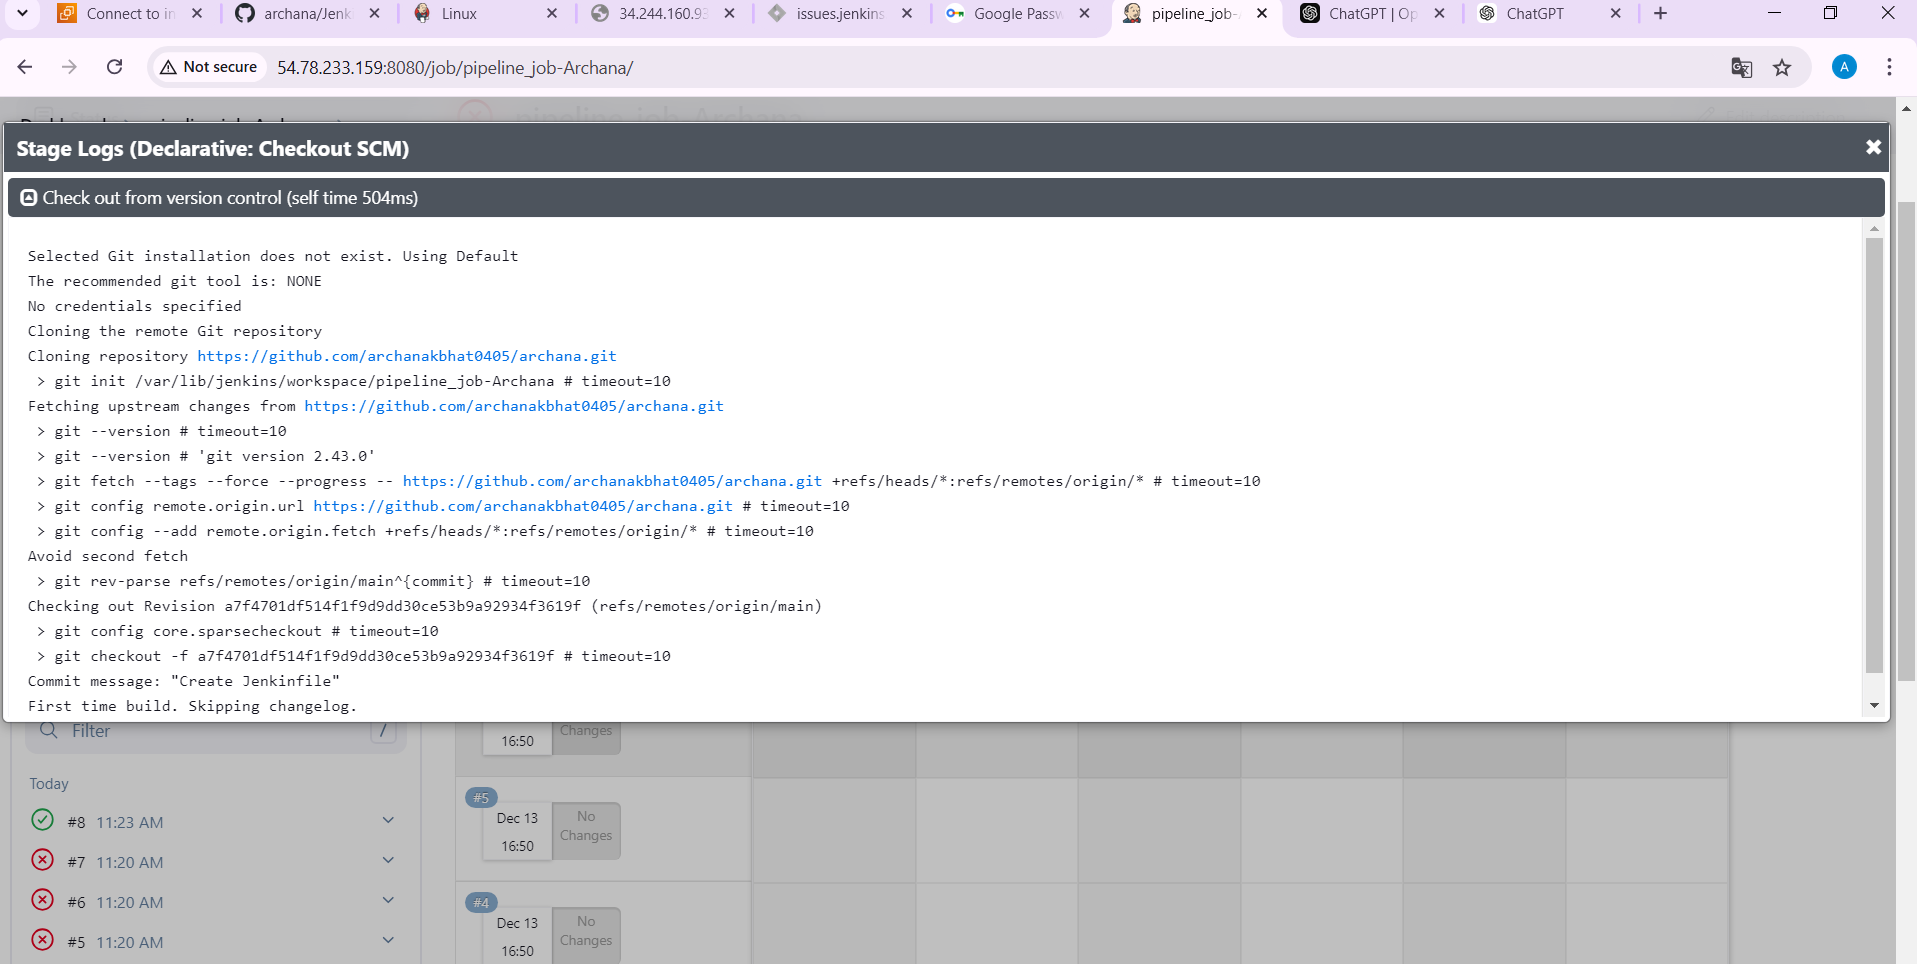 Connect to in
archana/Jenk
Linux
34.244.160.93
issues.jenkins
Google Passw
pipeline_job-
ChatGPT | Op
ChatGPT
Not secure
54.78.233.159:8080/job/pipeline_job-Archana/
A
pipeline_job-Archana
Stage Logs (Declarative: Checkout SCM)
Check out from version control (self time 504ms)
Selected Git installation does not exist. Using Default
The recommended git tool is: NONE
No credentials specified
Cloning the remote Git repository
Cloning repository https://github.com/archanakbhat0405/archana.git
> git init /var/lib/jenkins/workspace/pipeline_job-Archana # timeout=10
Fetching upstream changes from https://github.com/archanakbhat0405/archana.git
> git --version # timeout=10
> git --version # 'git version 2.43.0'
> git fetch --tags --force --progress -- https://github.com/archanakbhat0405/archana.git +refs/heads/*:refs/remotes/origin/* # timeout=10
> git config remote.origin.url https://github.com/archanakbhat0405/archana.git # timeout=10
> git config --add remote.origin.fetch +refs/heads/*:refs/remotes/origin/* # timeout=10
Avoid second fetch
> git rev-parse refs/remotes/origin/main^{commit} # timeout=10
Checking out Revision a7f4701df514f1f9d9dd30ce53b9a92934f3619f (refs/remotes/origin/main)
> git config core.sparsecheckout # timeout=10
> git checkout -f a7f4701df514f1f9d9dd30ce53b9a92934f3619f # timeout=10
Commit message: "Create Jenkinfile"
First time build. Skipping changelog.
Filter
/
Today
#8 11:23 AM
#7 11:20 AM
#6 11:20 AM
#5 11:20 AM
16:50
Changes
#5
Dec 13
16:50
No
Changes
#4
Dec 13
16:50
No
Changes